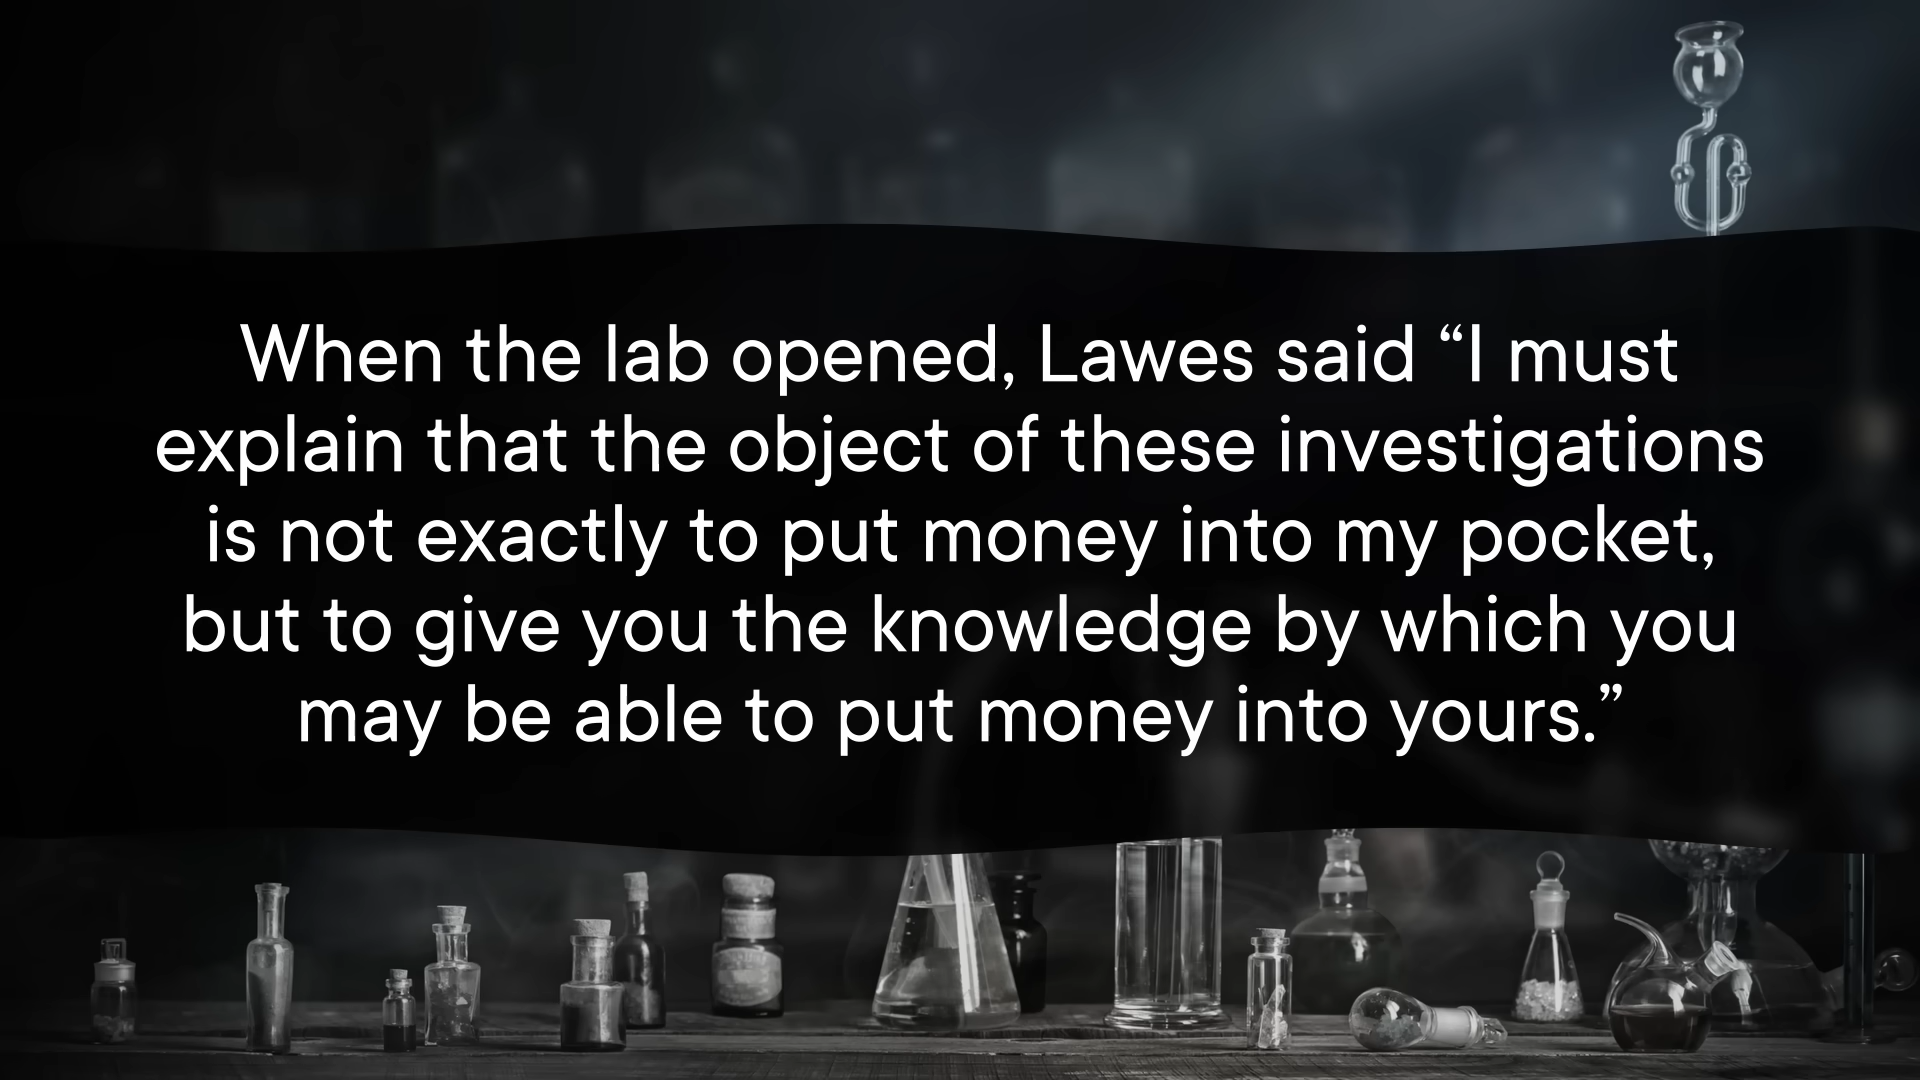 When the lab opened, Lawes said “I must
explain that the object of these investigations
is not exactly to put money into my pocket,
but to give you the knowledge by which you
may be able to put money into yours.”